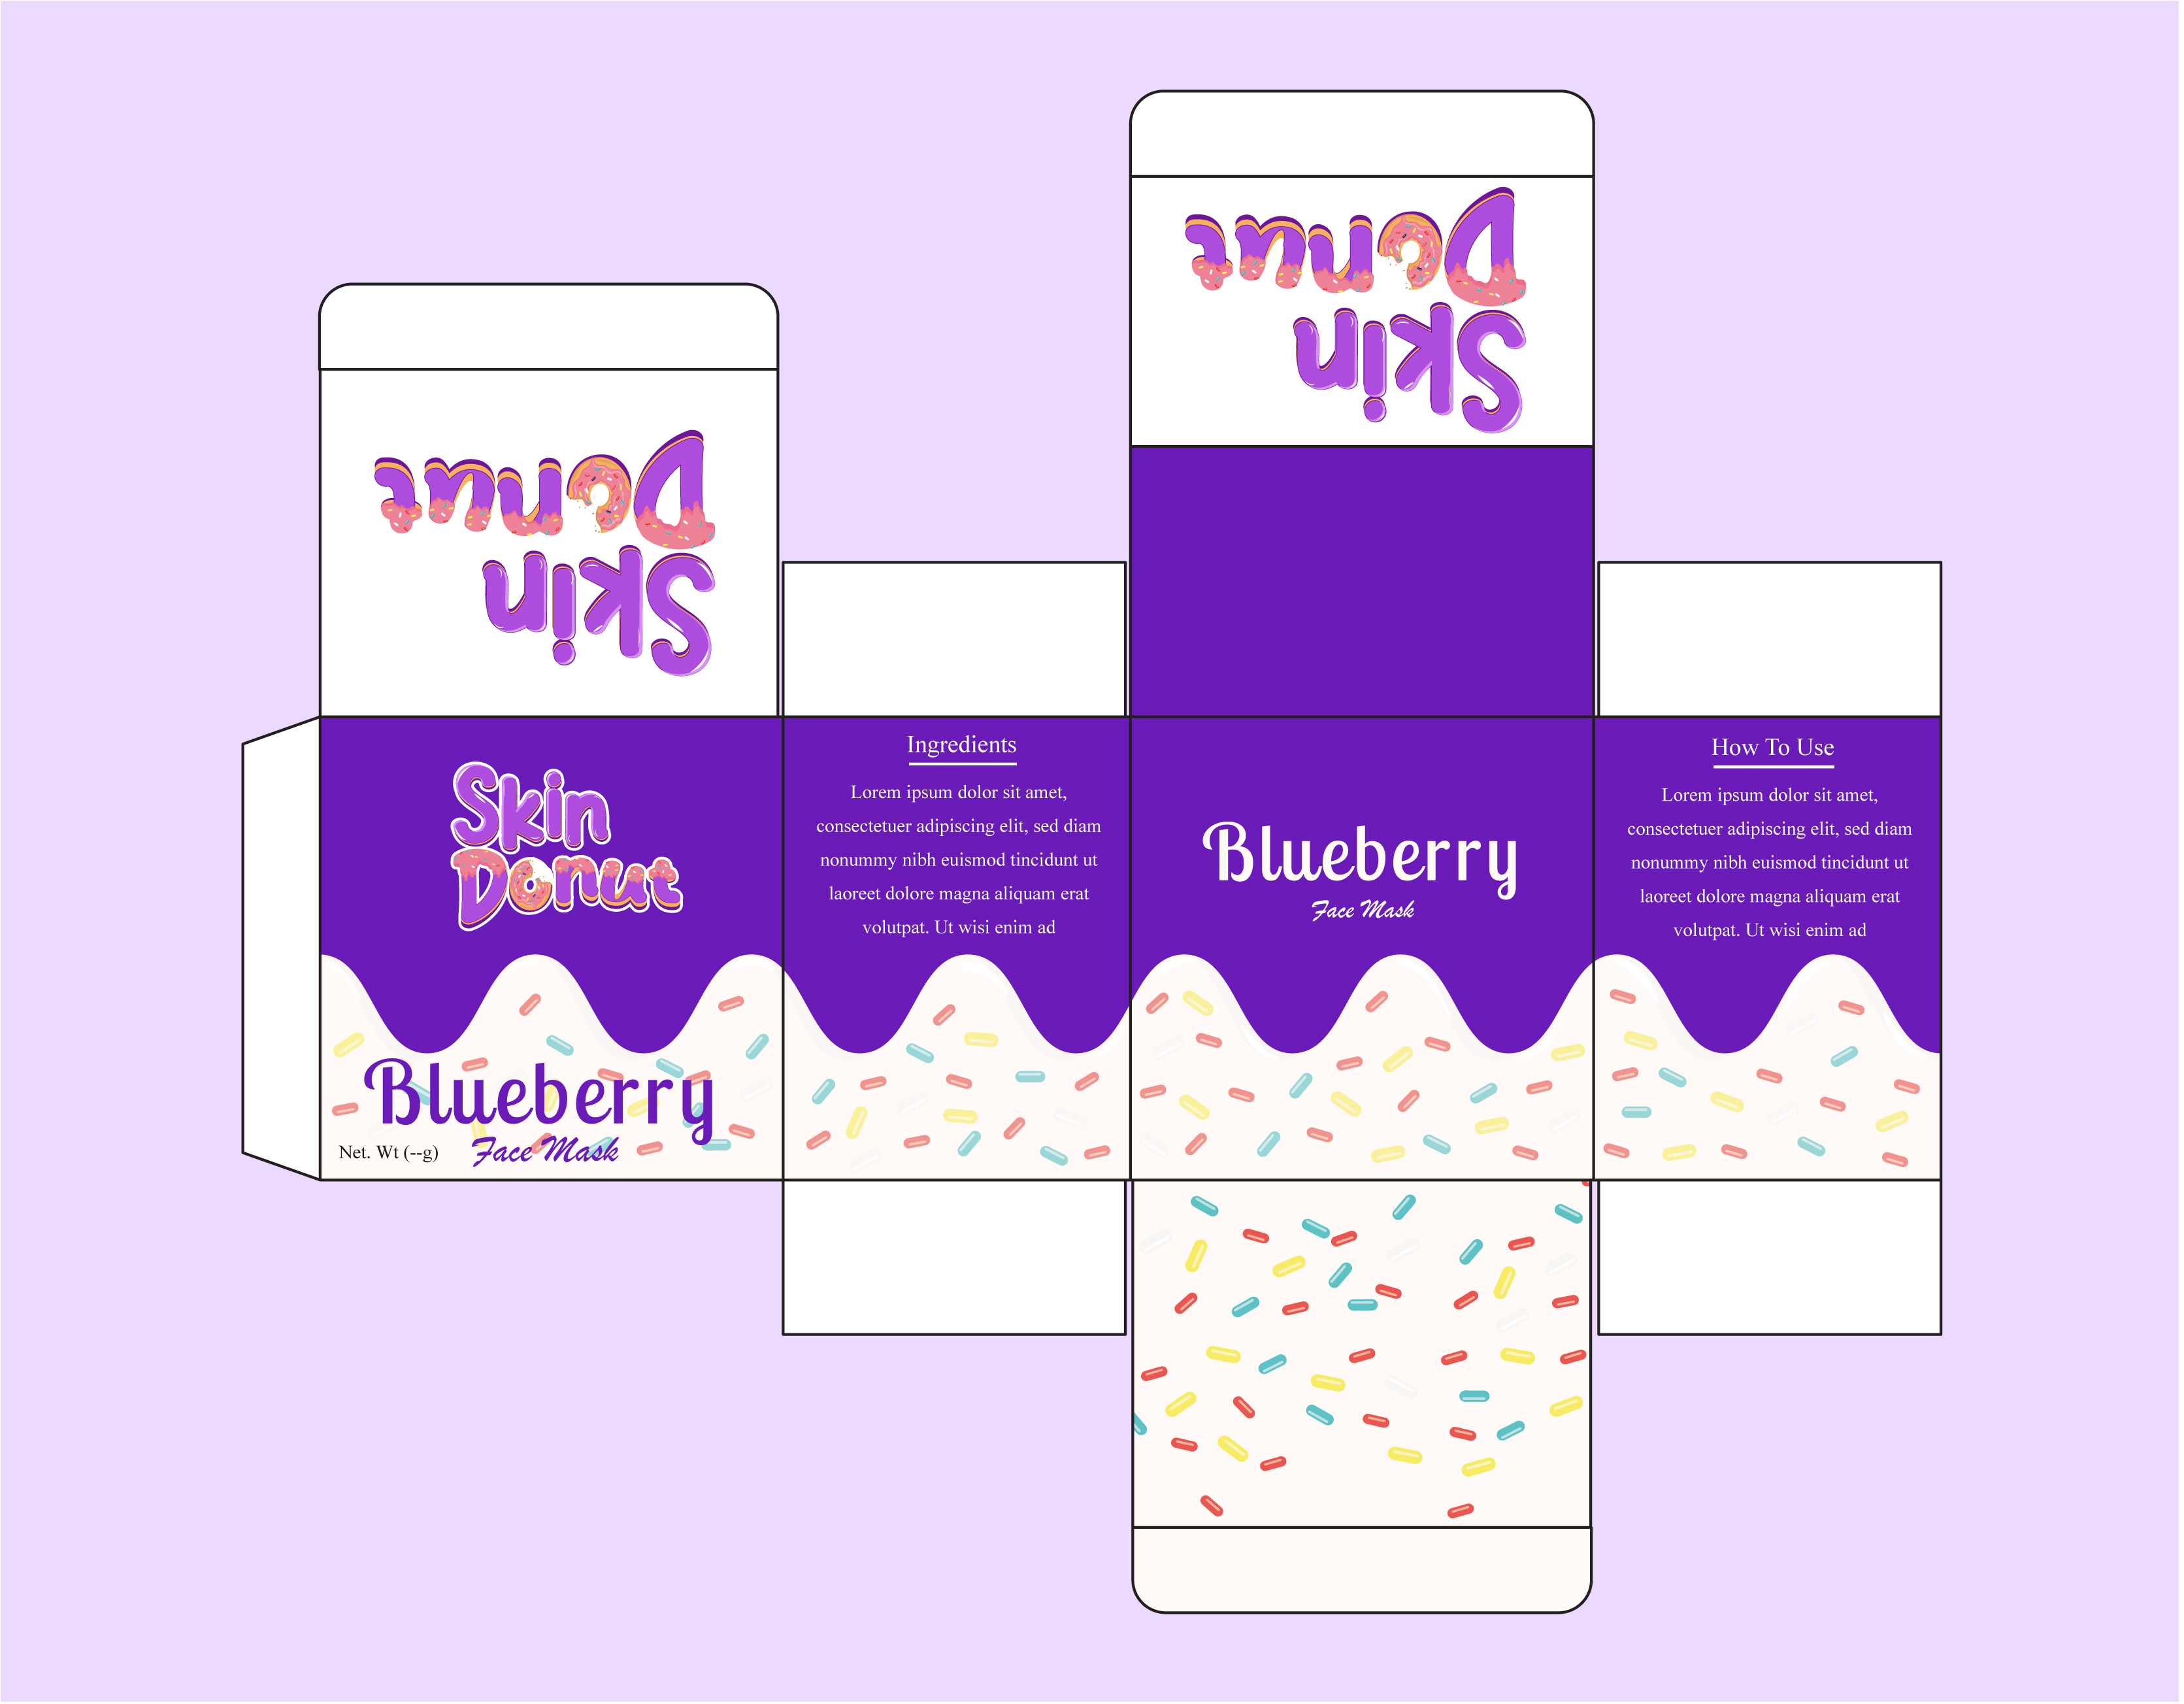 Skin
Donut
Skin
Donut
Skin
Donut
Blueberry
Face Mask
Net. Wt (--g)
Ingredients
Lorem ipsum dolor sit amet,
consectetuer adipiscing elit, sed diam
nonummy nibh euismod tincidunt ut
laoreet dolore magna aliquam erat
volutpat. Ut wisi enim ad
Blueberry
Face Mask
How To Use
Lorem ipsum dolor sit amet,
consectetuer adipiscing elit, sed diam
nonummy nibh euismod tincidunt ut
laoreet dolore magna aliquam erat
volutpat. Ut wisi enim ad